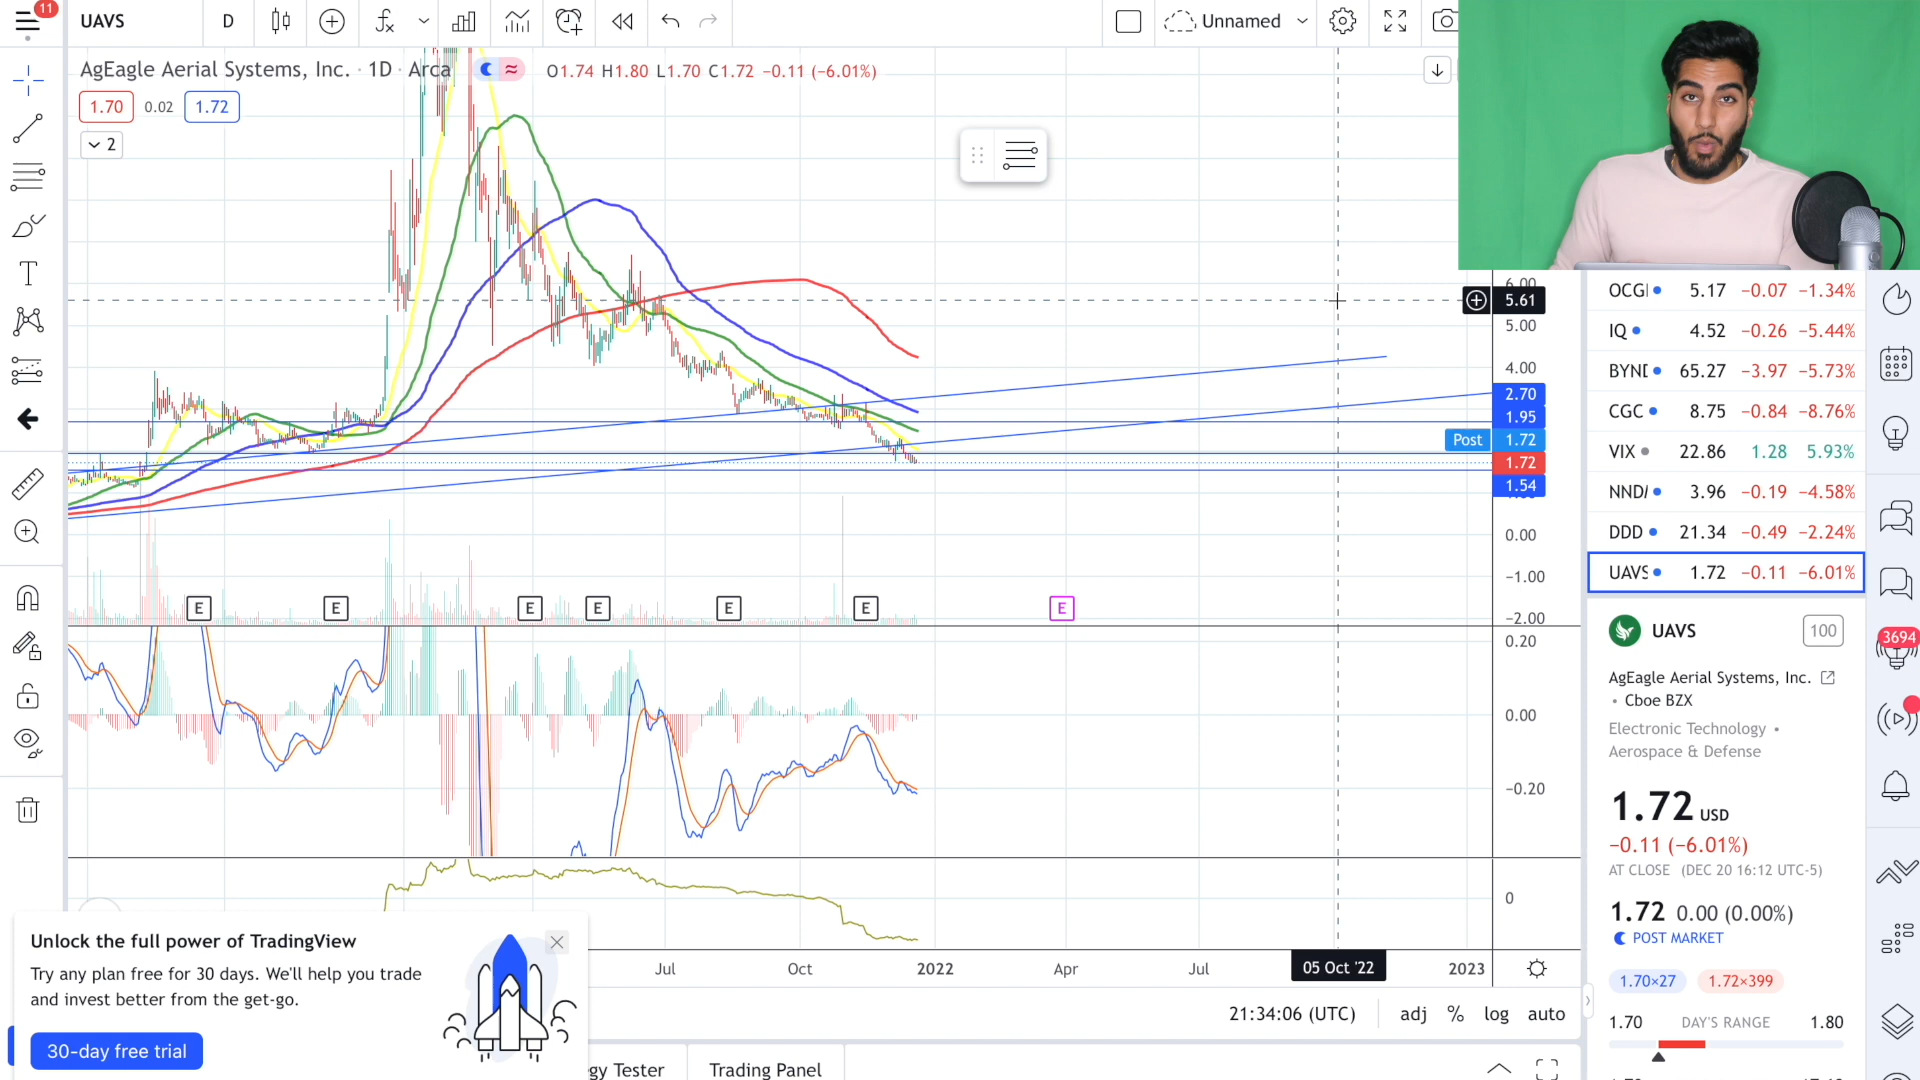 11
UAVS
D
Unnamed
AgEagle Aerial Systems, Inc. · 1D · Arca
O1.74 H1.80 L1.70 C1.72 −0.11 (−6.01%)
1.70
0.02
1.72
2
6.00
5.61
5.00
4.00
2.70
1.95
Post 1.72
1.72
1.54
0.00
−1.00
−2.00
E
E
E
E
E
E
E
0.20
0.00
−0.20
0
Jul
Oct
2022
Apr
Jul
05 Oct '22
2023
21:34:06 (UTC)
adj
%
log
auto
Tester
Trading Panel
Unlock the full power of TradingView
Try any plan free for 30 days. We'll help you trade
and invest better from the get-go.
30-day free trial
OCGI 5.17 −0.07 −1.34%
IQ 4.52 −0.26 −5.44%
BYND 65.27 −3.97 −5.73%
CGC 8.75 −0.84 −8.76%
VIX 22.86 1.28 5.93%
3.96 −0.19 −4.58%
DDD 21.34 −0.49 −2.24%
UAVS 1.72 −0.11 −6.01%
UAVS
100
AgEagle Aerial Systems, Inc.
• Cboe BZX
Electronic Technology •
Aerospace & Defense
1.72 USD
−0.11 (−6.01%)
AT CLOSE (DEC 20 16:12 UTC-5)
1.72 0.00 (0.00%)
POST MARKET
1.70×27
1.72×399
1.70 DAY'S RANGE 1.80
3694